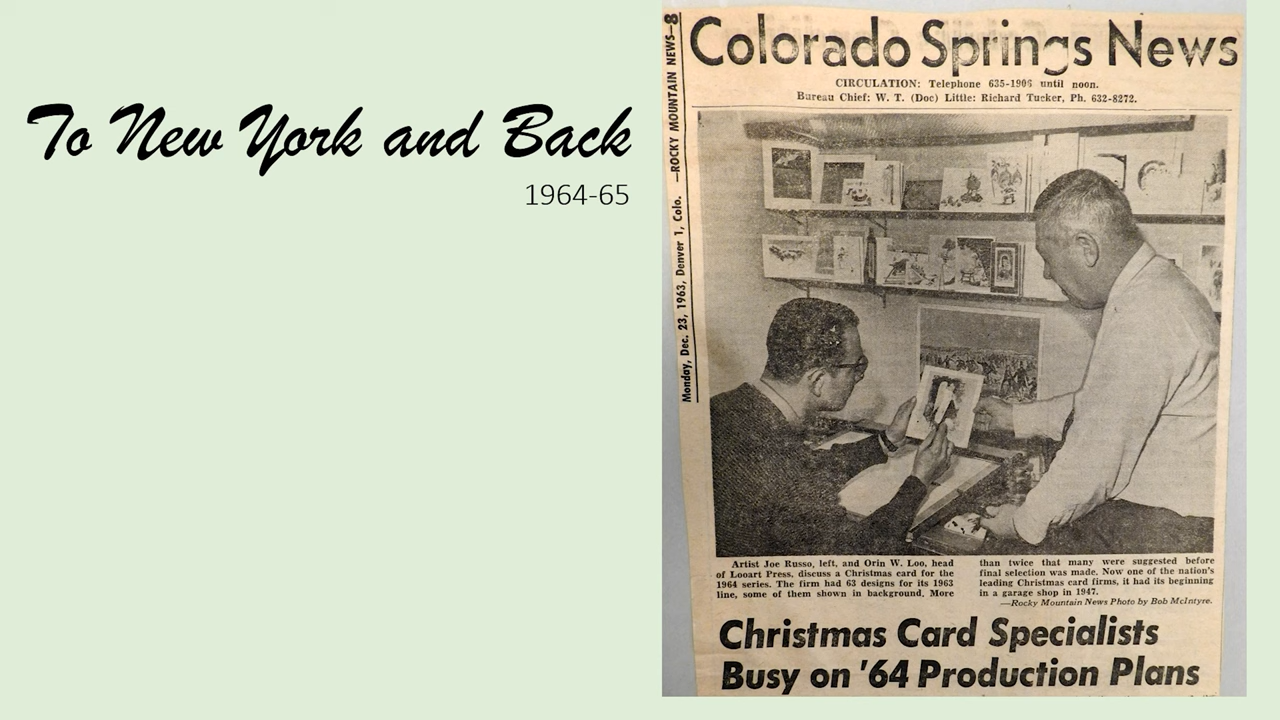 To New York and Back
1964-65
Monday, Dec. 23, 1963, Denver 1, Colo. —ROCKY MOUNTAIN NEWS—8
Colorado Springs News
CIRCULATION: Telephone 635-1906 until noon.
Bureau Chief: W. T. (Doc) Little: Richard Tucker, Ph. 632-8272.
Artist Joe Russo, left, and Orin W. Loo, head
of Looart Press, discuss a Christmas card for the
1964 series. The firm had 63 designs for its 1963
line, some of them shown in background. More
than twice that many were suggested before
final selection was made. Now one of the nation's
leading Christmas card firms, it had its beginning
in a garage shop in 1947.
—Rocky Mountain News Photo by Bob McIntyre.
Christmas Card Specialists
Busy on '64 Production Plans